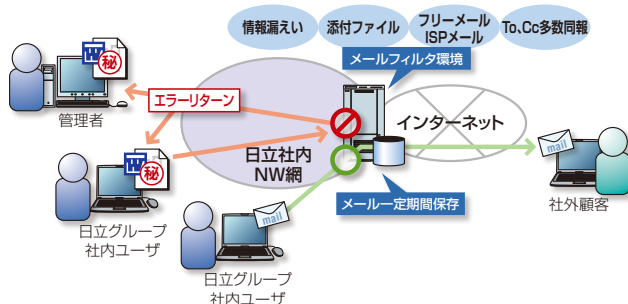 情報漏えい
添付ファイル
フリーメール
ISPメール
To、Cc多数同報
メールフィルタ環境
W
秘
エラーリターン
管理者
インターネット
日立社内
NW網
W
秘
mail
mail
メール一定期間保存
社外顧客
日立グループ
社内ユーザ
日立グループ
社内ユーザ